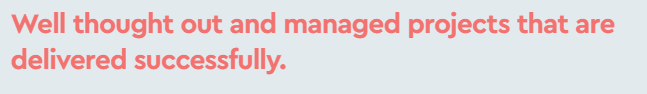 Well thought out and managed projects that are
delivered successfully.